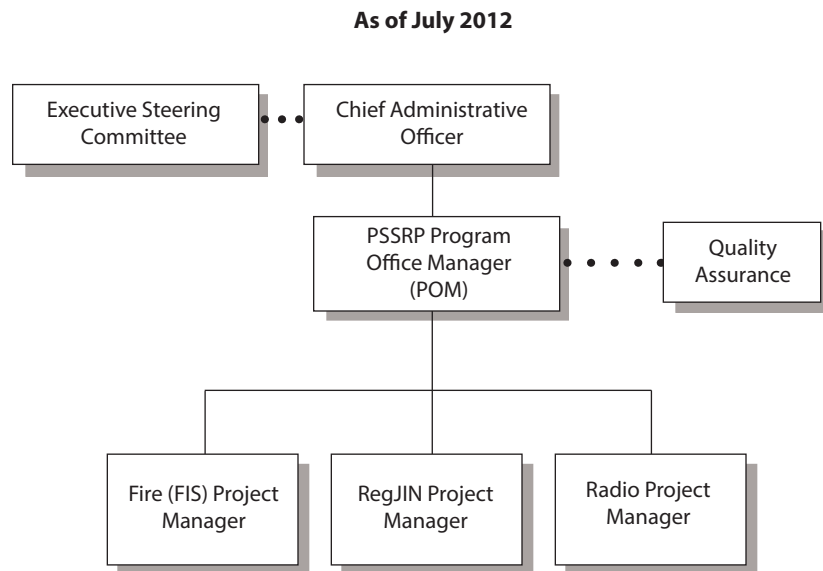 As of July 2012
Executive Steering
Committee
Chief Administrative
Officer
PSSRP Program
Office Manager
(POM)
Quality
Assurance
Fire (FIS) Project
Manager
RegJIN Project
Manager
Radio Project
Manager